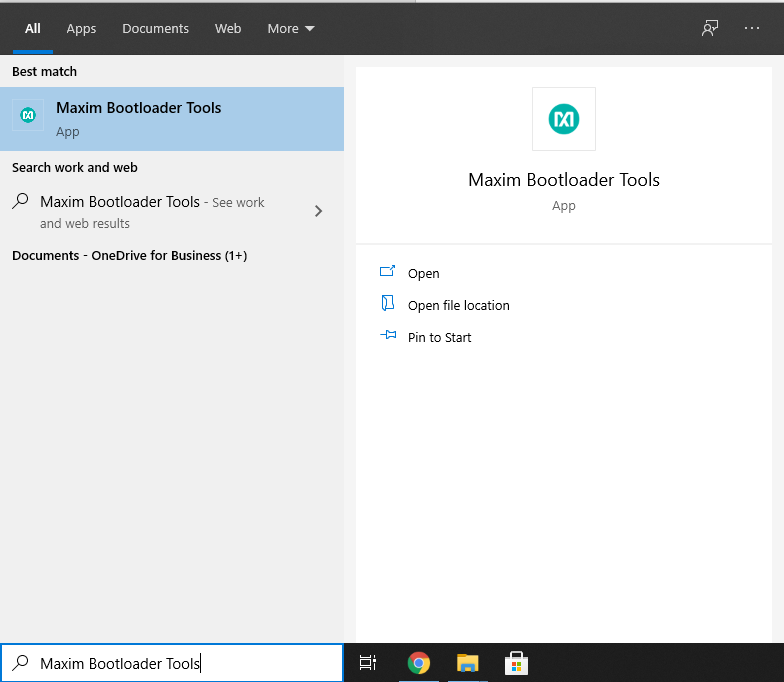 All Apps Documents Web More
Best match
Maxim Bootloader Tools
App
Search work and web
Maxim Bootloader Tools - See work
and web results
Documents - OneDrive for Business (1+)
Maxim Bootloader Tools
App
Open
Open file location
Pin to Start
Maxim Bootloader Tools